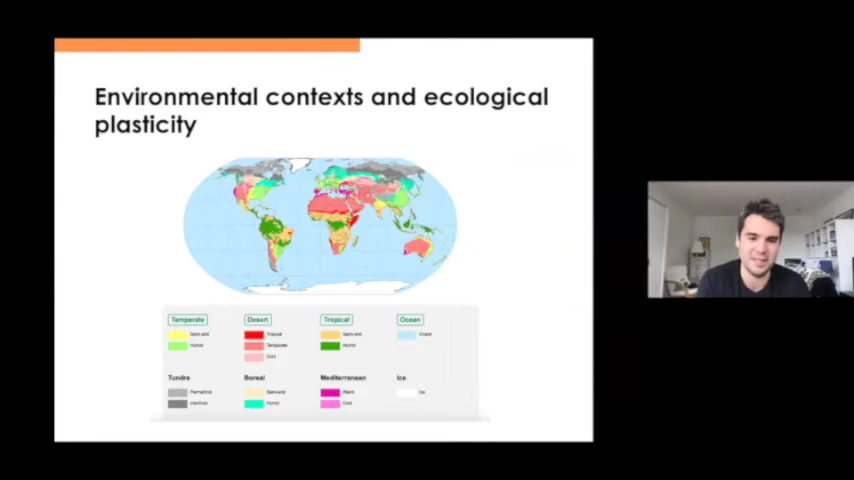 Environmental contexts and ecological
plasticity
Temperate Desert Tropical Ocean
Semi-arid Tropical Semi-arid Ocean
Humid Temperate Humid
Cold
Tundra Boreal Mediterranean Ice
Semi-arid Warm Ice
Humid Cold